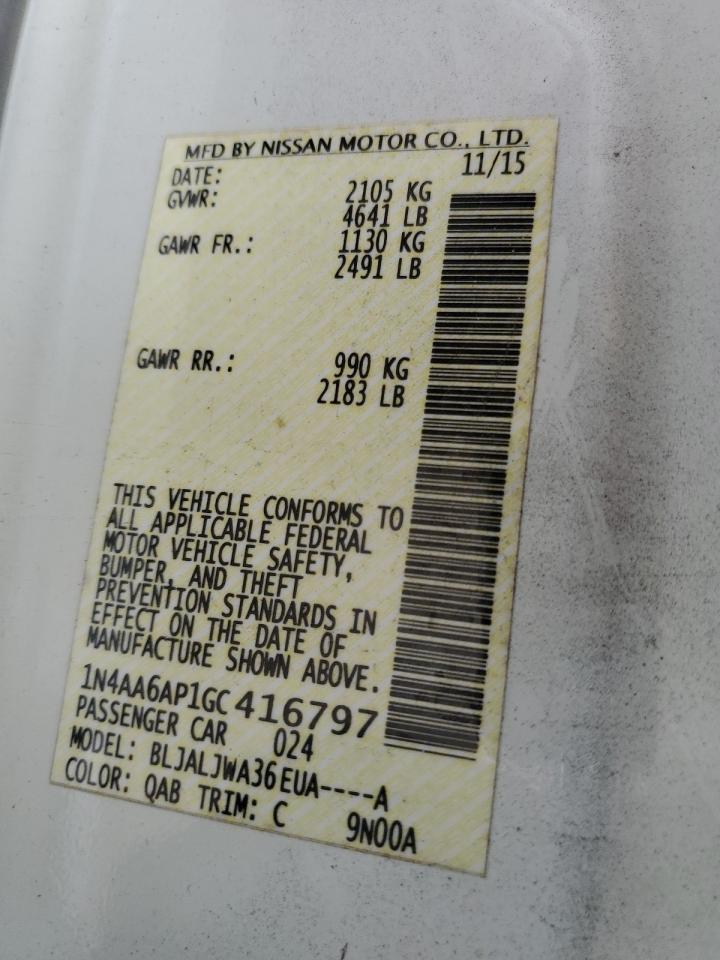 MFD BY NISSAN MOTOR CO., LTD.
DATE: 11/15
GVWR: 2105 KG
4641 LB
GAWR FR.: 1130 KG
2491 LB
GAWR RR.: 990 KG
2183 LB
THIS VEHICLE CONFORMS TO
ALL APPLICABLE FEDERAL
MOTOR VEHICLE SAFETY,
BUMPER, AND THEFT
PREVENTION STANDARDS IN
EFFECT ON THE DATE OF
MANUFACTURE SHOWN ABOVE.
1N4AA6AP1GC416797
PASSENGER CAR 024
MODEL: BLJALJWA36EUA----A
COLOR: QAB TRIM: C 9N00A